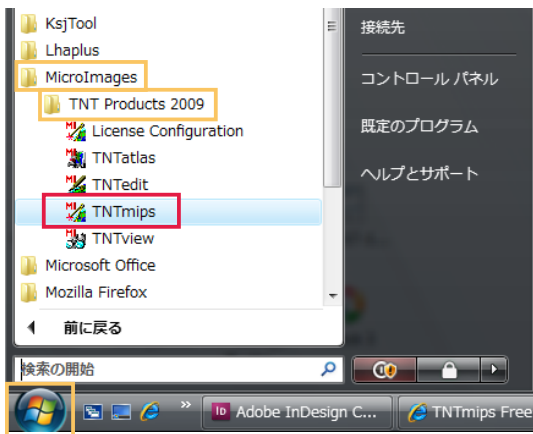 KsjTool
Lhaplus
MicroImages
TNT Products 2009
License Configuration
TNTatlas
TNTedit
TNTmips
TNTview
Microsoft Office
Mozilla Firefox
前に戻る
検索の開始
接続先
コントロール パネル
既定のプログラム
ヘルプとサポート
Adobe InDesign C...
TNTmips Free